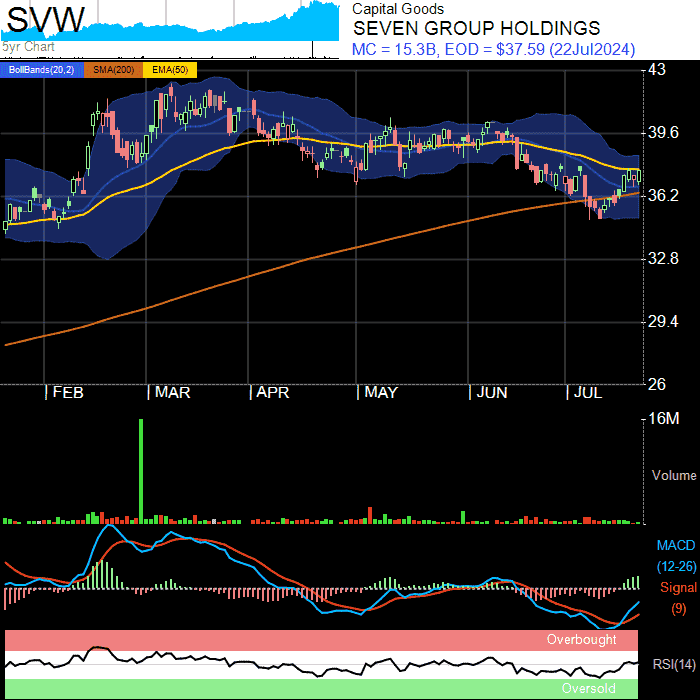 SVW
5yr Chart
Capital Goods
SEVEN GROUP HOLDINGS
MC = 15.3B, EOD = $37.59 (22Jul2024)
BollBands(20,2) SMA(200) EMA(50)
43
39.6
36.2
32.8
29.4
26
FEB MAR APR MAY JUN JUL
16M
Volume
MACD
(12-26)
Signal
(9)
Overbought
RSI(14)
Oversold